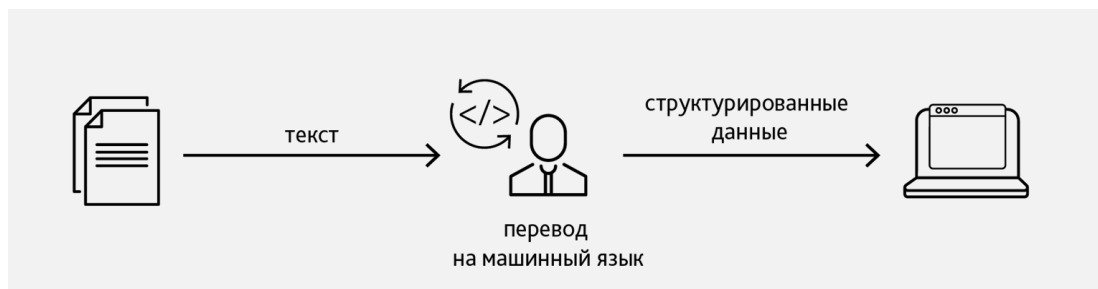 текст
</>
структурированные
данные
перевод
на машинный язык